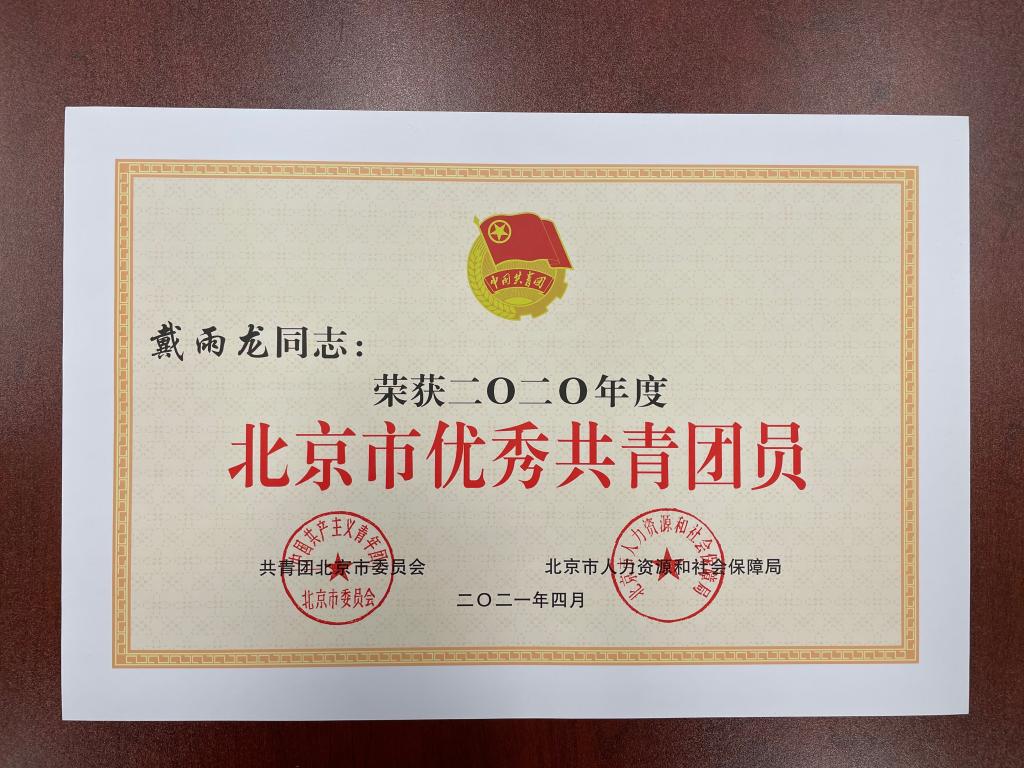 中国共青团
戴雨龙同志：
荣获二〇二〇年度
北京市优秀共青团员
中国共产主义青年团
北京市委员会
共青团北京市委员会
北京市人力资源和社会保障局
北京市人力资源和社会保障局
二〇二一年四月